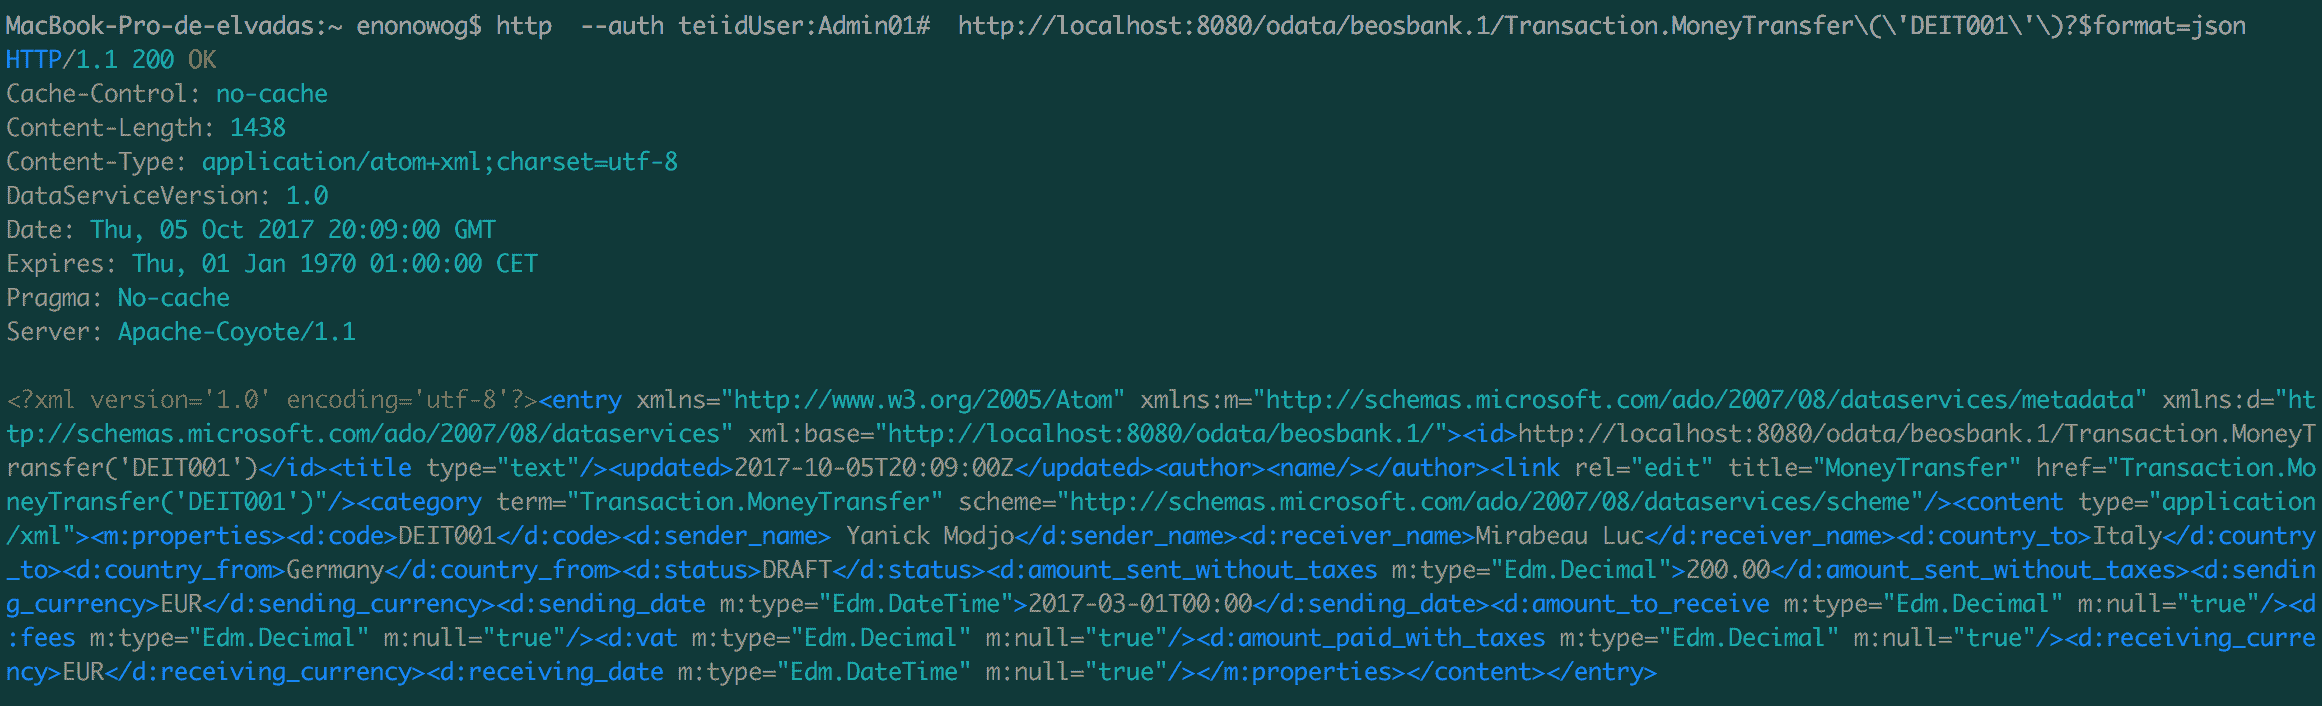 MacBook-Pro-de-elvadas:~ enonowog$ http  --auth teiidUser:Admin01#  http://localhost:8080/odata/beosbank.1/Transaction.MoneyTransfer\(\'DEIT001\'\)?$format=json
HTTP/1.1 200 OK
Cache-Control: no-cache
Content-Length: 1438
Content-Type: application/atom+xml;charset=utf-8
DataServiceVersion: 1.0
Date: Thu, 05 Oct 2017 20:09:00 GMT
Expires: Thu, 01 Jan 1970 01:00:00 CET
Pragma: No-cache
Server: Apache-Coyote/1.1

<?xml version='1.0' encoding='utf-8'?><entry xmlns="http://www.w3.org/2005/Atom" xmlns:m="http://schemas.microsoft.com/ado/2007/08/dataservices/metadata" xmlns:d="ht
tp://schemas.microsoft.com/ado/2007/08/dataservices" xml:base="http://localhost:8080/odata/beosbank.1/"><id>http://localhost:8080/odata/beosbank.1/Transaction.MoneyT
ransfer('DEIT001')</id><title type="text"/><updated>2017-10-05T20:09:00Z</updated><author><name/></author><link rel="edit" title="MoneyTransfer" href="Transaction.Mo
neyTransfer('DEIT001')"/><category term="Transaction.MoneyTransfer" scheme="http://schemas.microsoft.com/ado/2007/08/dataservices/scheme"/><content type="application
/xml"><m:properties><d:code>DEIT001</d:code><d:sender_name> Yanick Modjo</d:sender_name><d:receiver_name>Mirabeau Luc</d:receiver_name><d:country_to>Italy</d:country
_to><d:country_from>Germany</d:country_from><d:status>DRAFT</d:status><d:amount_sent_without_taxes m:type="Edm.Decimal">200.00</d:amount_sent_without_taxes><d:sendin
g_currency>EUR</d:sending_currency><d:sending_date m:type="Edm.DateTime">2017-03-01T00:00</d:sending_date><d:amount_to_receive m:type="Edm.Decimal" m:null="true"/><d
:fees m:type="Edm.Decimal" m:null="true"/><d:vat m:type="Edm.Decimal" m:null="true"/><d:amount_paid_with_taxes m:type="Edm.Decimal" m:null="true"/><d:receiving_curre
ncy>EUR</d:receiving_currency><d:receiving_date m:type="Edm.DateTime" m:null="true"/></m:properties></content></entry>